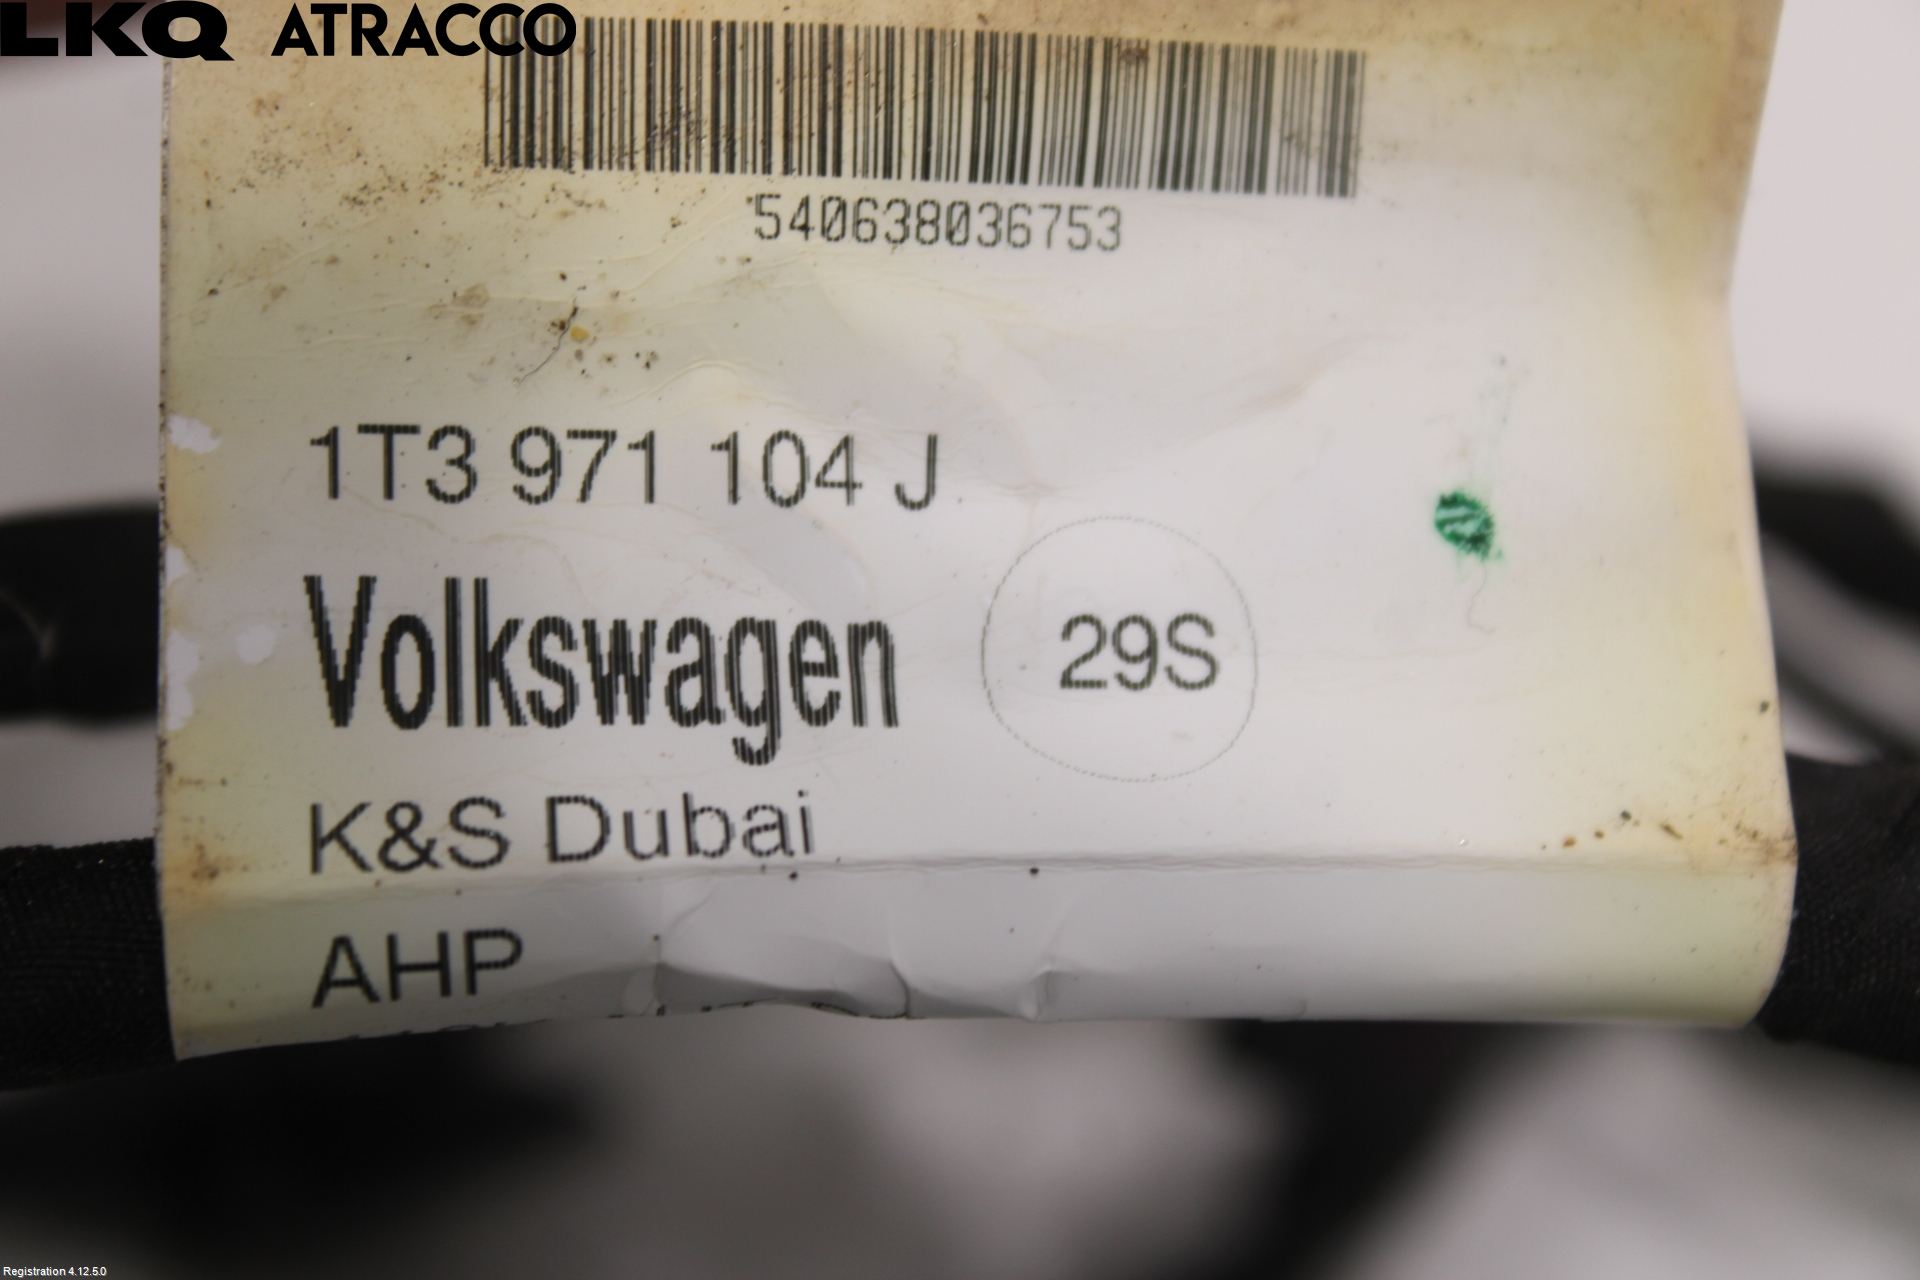 LKQ ATRACCO
540638036753
1T3 971 104 J
Volkswagen
29S
K&S Dubai
AHP
Registration 4.12.5.0